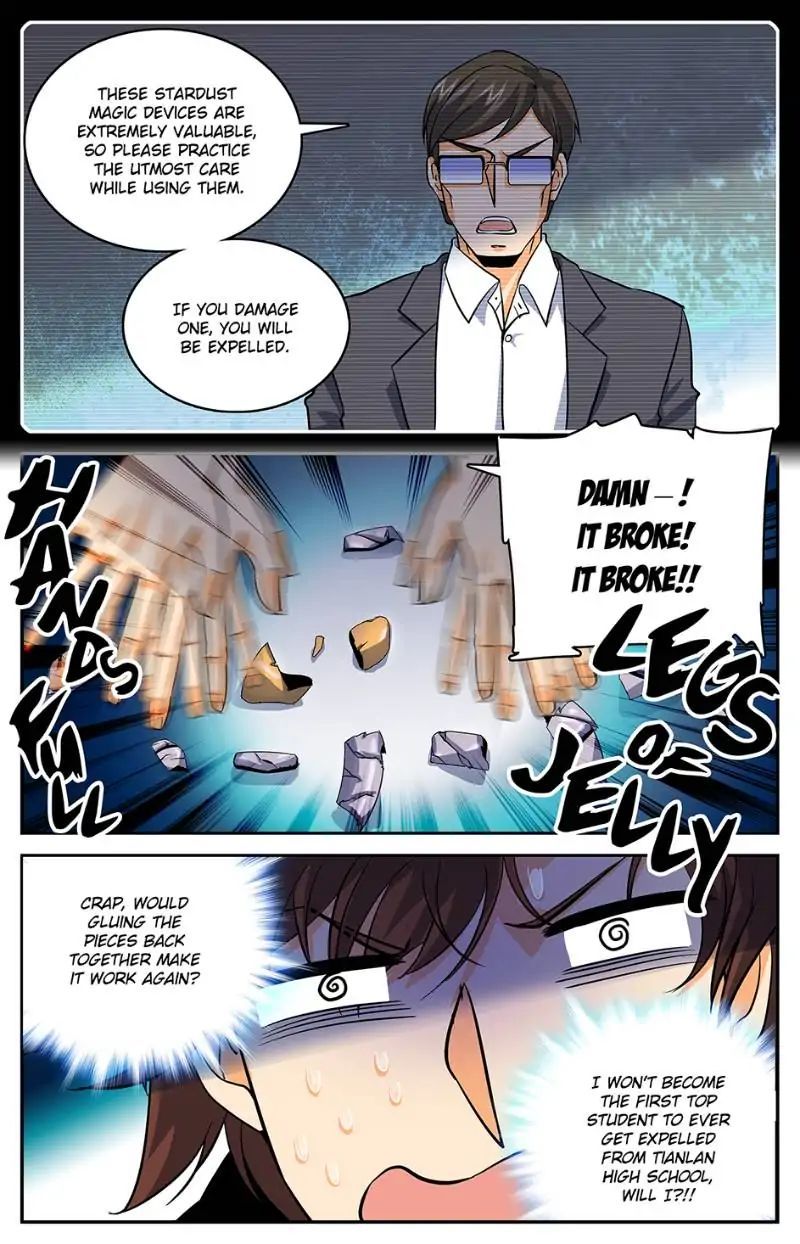 THESE STARDUST
MAGIC DEVICES ARE
EXTREMELY VALUABLE,
SO PLEASE PRACTICE
THE UTMOST CARE
WHILE USING THEM.
IF YOU DAMAGE
ONE, YOU WILL
BE EXPELLED.
DAMN – !
IT BROKE!
IT BROKE!!
HANDS
FULL
LEGS
OF
JELLY
CRAP, WOULD
GLUING THE
PIECES BACK
TOGETHER MAKE
IT WORK AGAIN?
I WON'T BECOME
THE FIRST TOP
STUDENT TO EVER
GET EXPELLED
FROM TIANLAN
HIGH SCHOOL,
WILL I?!!